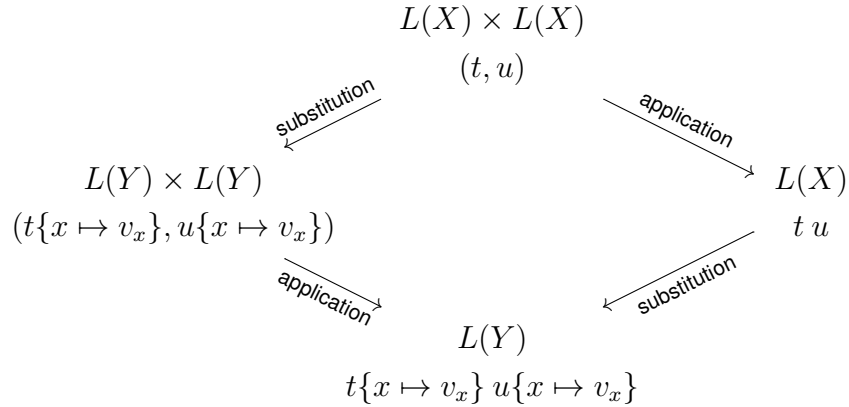 L(X) × L(X)
(t, u)
substitution
application
L(Y) × L(Y)
L(X)
(t{x ↦ v_x}, u{x ↦ v_x})
t u
application
substitution
L(Y)
t{x ↦ v_x} u{x ↦ v_x}